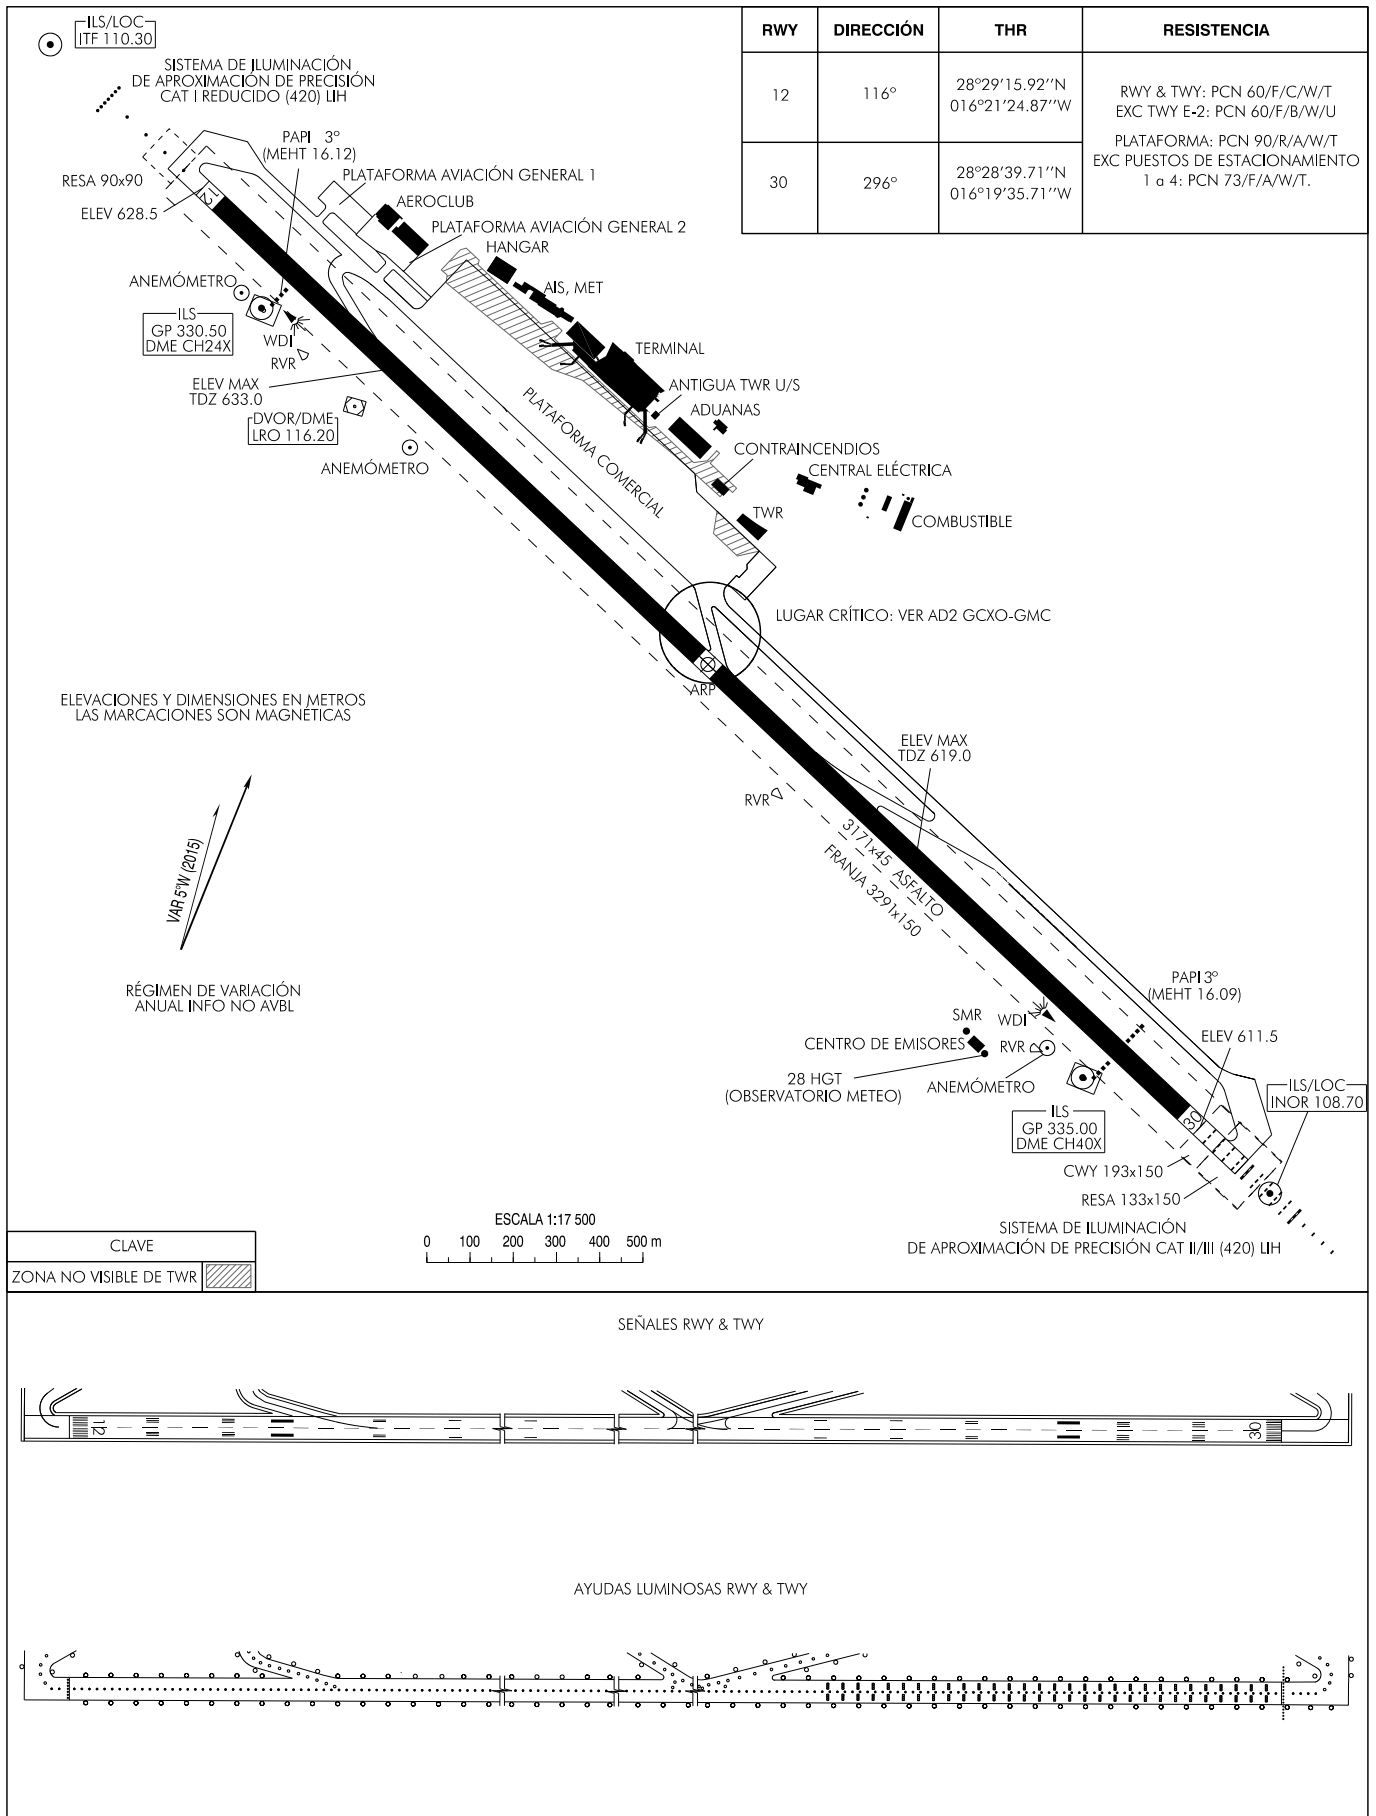 ILS/LOC
ITF 110.30
SISTEMA DE ILUMINACIÓN
DE APROXIMACIÓN DE PRECISIÓN
CAT I REDUCIDO (420) LIH
RWY DIRECCIÓN THR RESISTENCIA
12 116° 28°29'15.92''N
016°21'24.87''W
30 296° 28°28'39.71''N
016°19'35.71''W
RWY & TWY: PCN 60/F/C/W/T
EXC TWY E-2: PCN 60/F/B/W/U
PLATAFORMA: PCN 90/R/A/W/T
EXC PUESTOS DE ESTACIONAMIENTO
1 a 4: PCN 73/F/A/W/T.
PAPI 3°
(MEHT 16.12)
PLATAFORMA AVIACIÓN GENERAL 1
RESA 90x90
AEROCLUB
12
ELEV 628.5
PLATAFORMA AVIACIÓN GENERAL 2
HANGAR
ANEMÓMETRO
AIS, MET
ILS
GP 330.50
DME CH24X
WDI
RVR
TERMINAL
ELEV MAX
TDZ 633.0
ANTIGUA TWR U/S
ADUANAS
DVOR/DME
LRO 116.20
PLATAFORMA COMERCIAL
ANEMÓMETRO
CONTRAINCENDIOS
CENTRAL ELÉCTRICA
TWR
COMBUSTIBLE
LUGAR CRÍTICO: VER AD2 GCXO-GMC
ARP
ELEVACIONES Y DIMENSIONES EN METROS
LAS MARCACIONES SON MAGNÉTICAS
ELEV MAX
TDZ 619.0
RVR
VAR 5°W (2015)
3171x45 ASFALTO
FRANJA 3291x150
RÉGIMEN DE VARIACIÓN
ANUAL INFO NO AVBL
PAPI 3°
(MEHT 16.09)
SMR
WDI
CENTRO DE EMISORES
RVR
ELEV 611.5
28 HGT
(OBSERVATORIO METEO)
ANEMÓMETRO
ILS/LOC
INOR 108.70
ILS
GP 335.00
DME CH40X
30
CWY 193x150
RESA 133x150
SISTEMA DE ILUMINACIÓN
DE APROXIMACIÓN DE PRECISIÓN CAT II/III (420) LIH
ESCALA 1:17 500
0 100 200 300 400 500 m
CLAVE
ZONA NO VISIBLE DE TWR
SEÑALES RWY & TWY
12 30
AYUDAS LUMINOSAS RWY & TWY